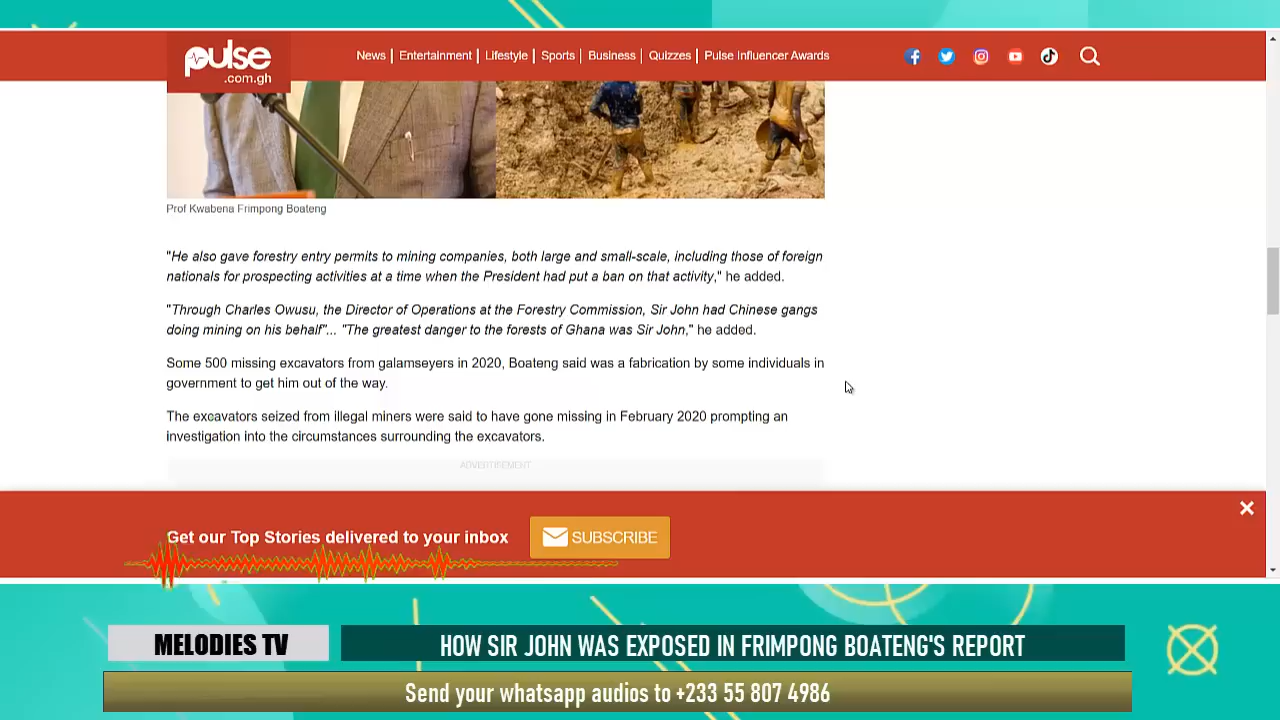 pulse
.com.gh
News
Entertainment
Lifestyle
Sports
Business
Quizzes
Pulse Influencer Awards
Prof Kwabena Frimpong Boateng
"He also gave forestry entry permits to mining companies, both large and small-scale, including those of foreign
nationals for prospecting activities at a time when the President had put a ban on that activity," he added.
"Through Charles Owusu, the Director of Operations at the Forestry Commission, Sir John had Chinese gangs
doing mining on his behalf"... "The greatest danger to the forests of Ghana was Sir John," he added.
Some 500 missing excavators from galamseyers in 2020, Boateng said was a fabrication by some individuals in
government to get him out of the way.
The excavators seized from illegal miners were said to have gone missing in February 2020 prompting an
investigation into the circumstances surrounding the excavators.
ADVERTISEMENT
Get our Top Stories delivered to your inbox
SUBSCRIBE
MELODIES TV
HOW SIR JOHN WAS EXPOSED IN FRIMPONG BOATENG'S REPORT
Send your whatsapp audios to +233 55 807 4986